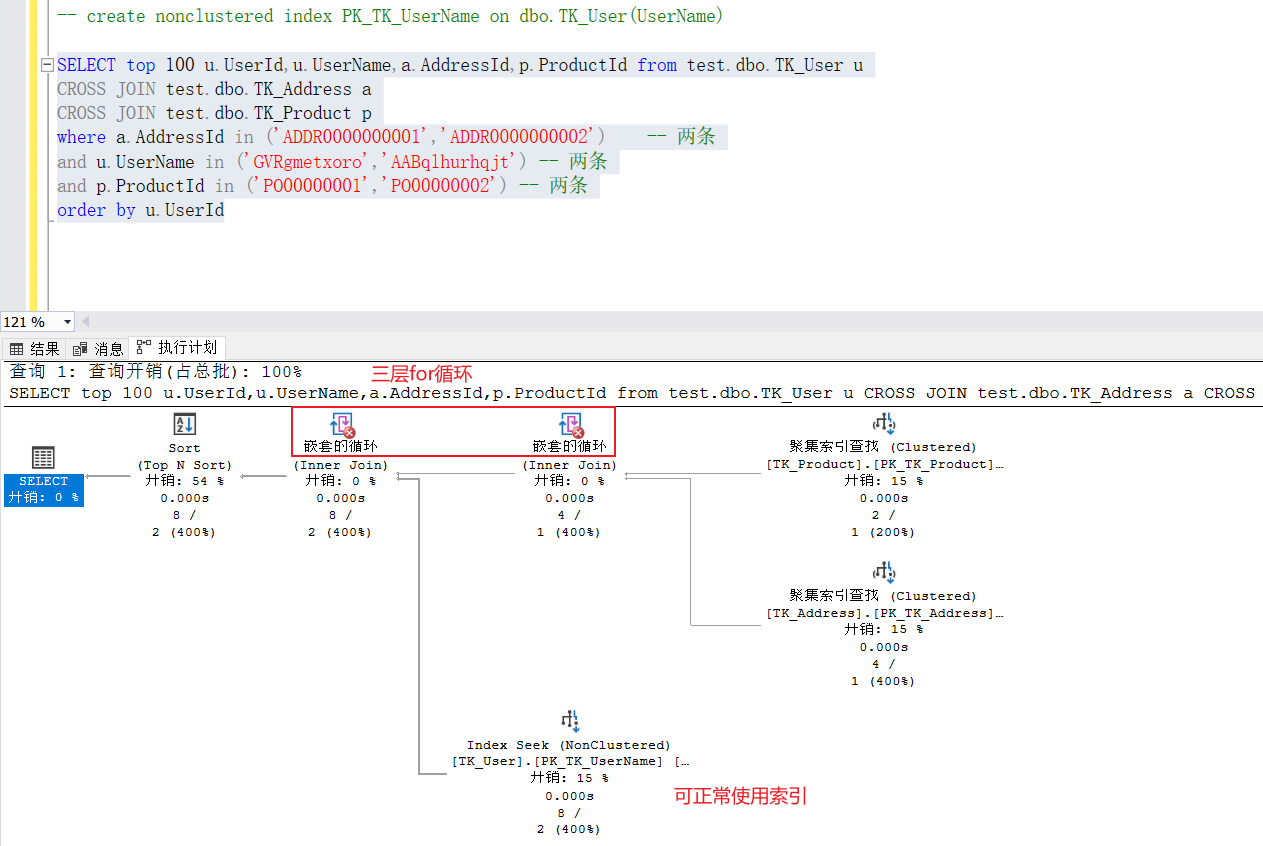 -- create nonclustered index PK_TK_UserName on dbo.TK_User(UserName)
SELECT top 100 u.UserId,u.UserName,a.AddressId,p.ProductId from test.dbo.TK_User u
CROSS JOIN test.dbo.TK_Address a
CROSS JOIN test.dbo.TK_Product p
where a.AddressId in ('ADDR0000000001','ADDR0000000002') -- 两条
and u.UserName in ('GVRgmetxoro','AABqlhurhqjt') -- 两条
and p.ProductId in ('PO00000001','PO00000002') -- 两条
order by u.UserId
121 %
结果 消息 执行计划
查询 1: 查询开销(占总批): 100%
三层for循环
SELECT top 100 u.UserId,u.UserName,a.AddressId,p.ProductId from test.dbo.TK_User u CROSS JOIN test.dbo.TK_Address a CROSS
SELECT
开销: 0 %
Sort
(Top N Sort)
开销: 54 %
0.000s
8 /
2 (400%)
嵌套的循环
(Inner Join)
开销: 0 %
0.000s
8 /
2 (400%)
嵌套的循环
(Inner Join)
开销: 0 %
0.000s
4 /
1 (400%)
聚集索引查找 (Clustered)
[TK_Product].[PK_TK_Product]…
开销: 15 %
0.000s
2 /
1 (200%)
聚集索引查找 (Clustered)
[TK_Address].[PK_TK_Address]…
开销: 15 %
0.000s
4 /
1 (400%)
Index Seek (NonClustered)
[TK_User].[PK_TK_UserName] […
开销: 15 %
0.000s
8 /
2 (400%)
可正常使用索引